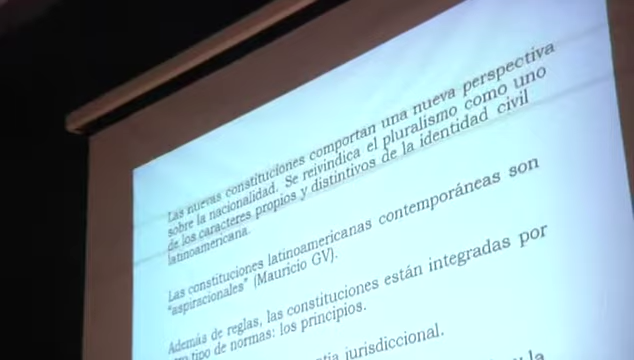 Las nuevas constituciones comportan una nueva perspectiva
sobre la nacionalidad. Se reivindica el pluralismo como uno
de los caracteres propios y distintivos de la identidad civil
latinoamericana.
Las constituciones latinoamericanas contemporáneas son
"aspiracionales" (Mauricio GV).
Además de reglas, las constituciones están integradas por
tipo de normas: los principios.
jurisdiccional.
y la